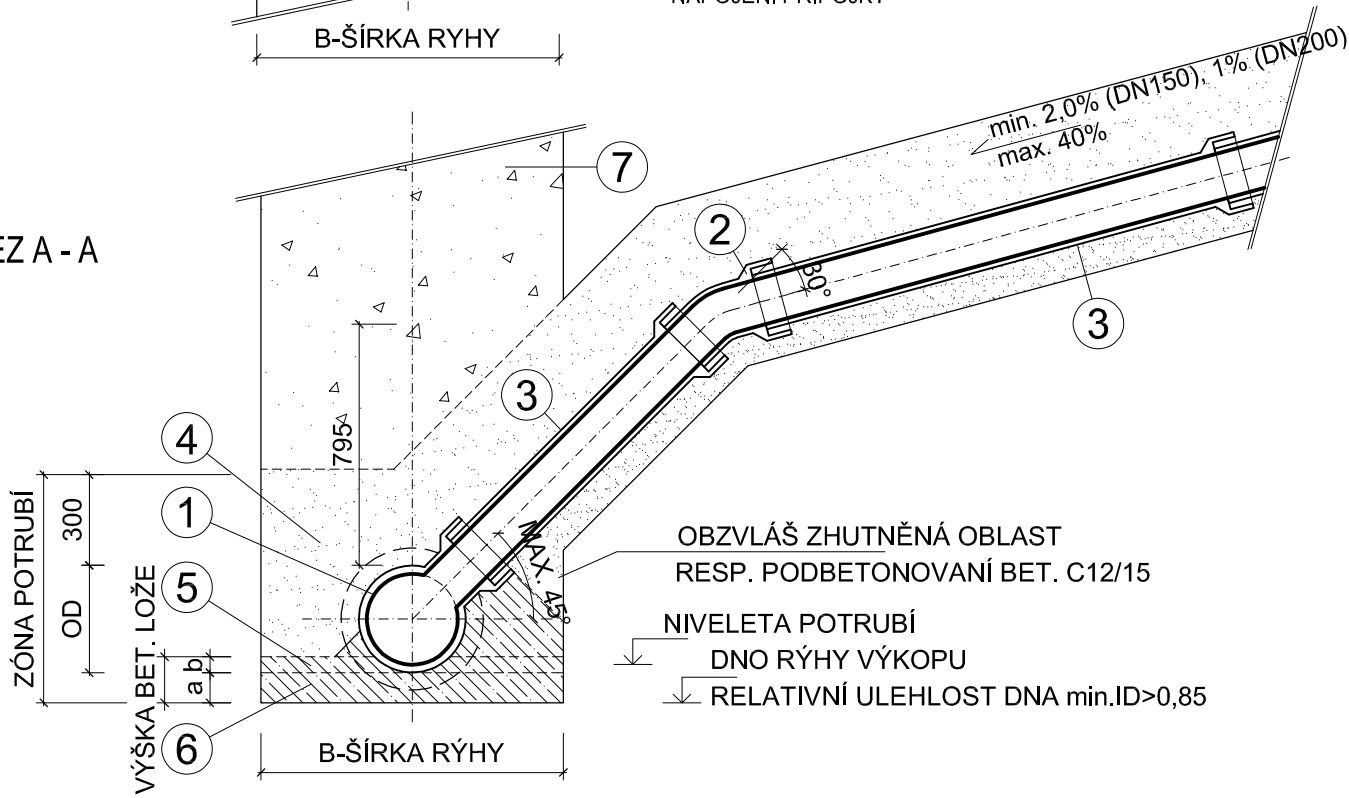 B-ŠÍRKA RYHY
min. 2,0% (DN150), 1% (DN200)
max. 40%
7
2
A - A
30°
3
3
795
4
1
5
6
ZÓNA POTRUBÍ
300
OD
VÝŠKA BET. LOŽE
a b
MAX. 45°
OBZVLÁŠ ZHUTNĚNÁ OBLAST
RESP. PODBETONOVANÍ BET. C12/15
NIVELETA POTRUBÍ
DNO RÝHY VÝKOPU
RELATIVNÍ ULEHLOST DNA min.ID>0,85
B-ŠÍRKA RÝHY